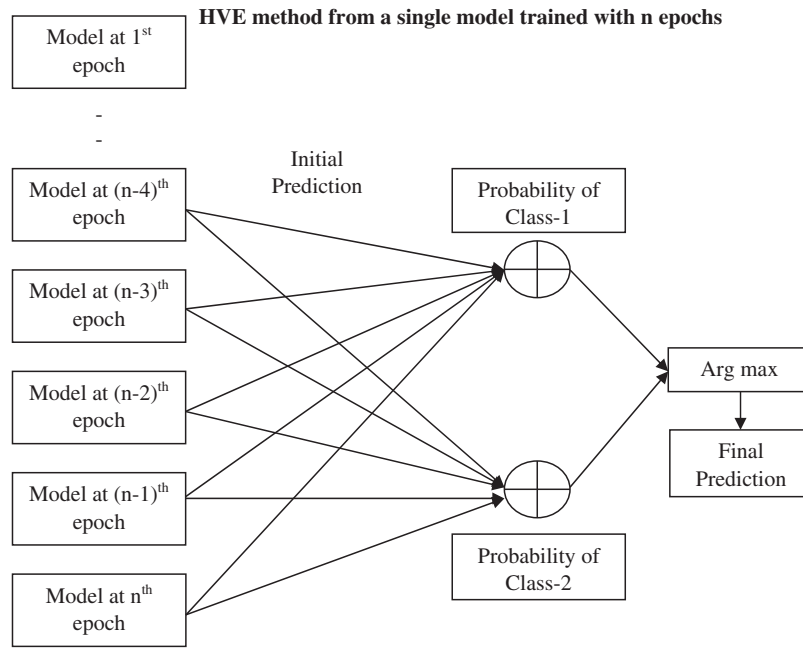 HVE method from a single model trained with n epochs
Model at 1st
epoch
-
-
Model at (n-4)th
epoch
Initial
Prediction
Probability of
Class-1
Model at (n-3)th
epoch
Model at (n-2)th
epoch
Arg max
Final
Prediction
Model at (n-1)th
epoch
Probability of
Class-2
Model at nth
epoch